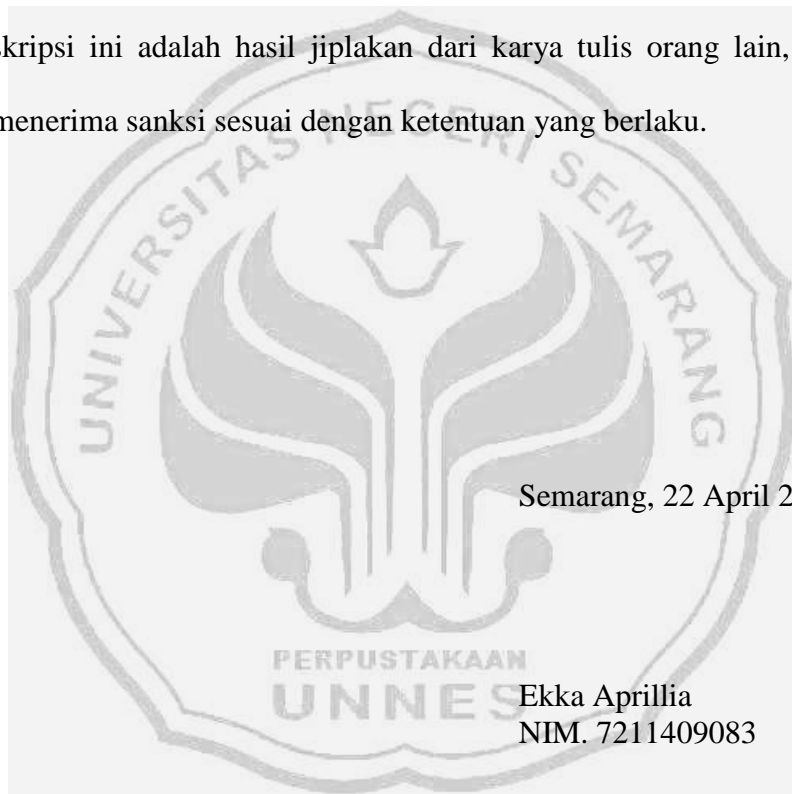 kripsi ini adalah hasil jiplakan dari karya tulis orang lain,
menerima sanksi sesuai dengan ketentuan yang berlaku.
UNIVERSITAS NEGERI SEMARANG
Semarang, 22 April 2
PERPUSTAKAAN
UNNES
Ekka Aprillia
NIM. 7211409083